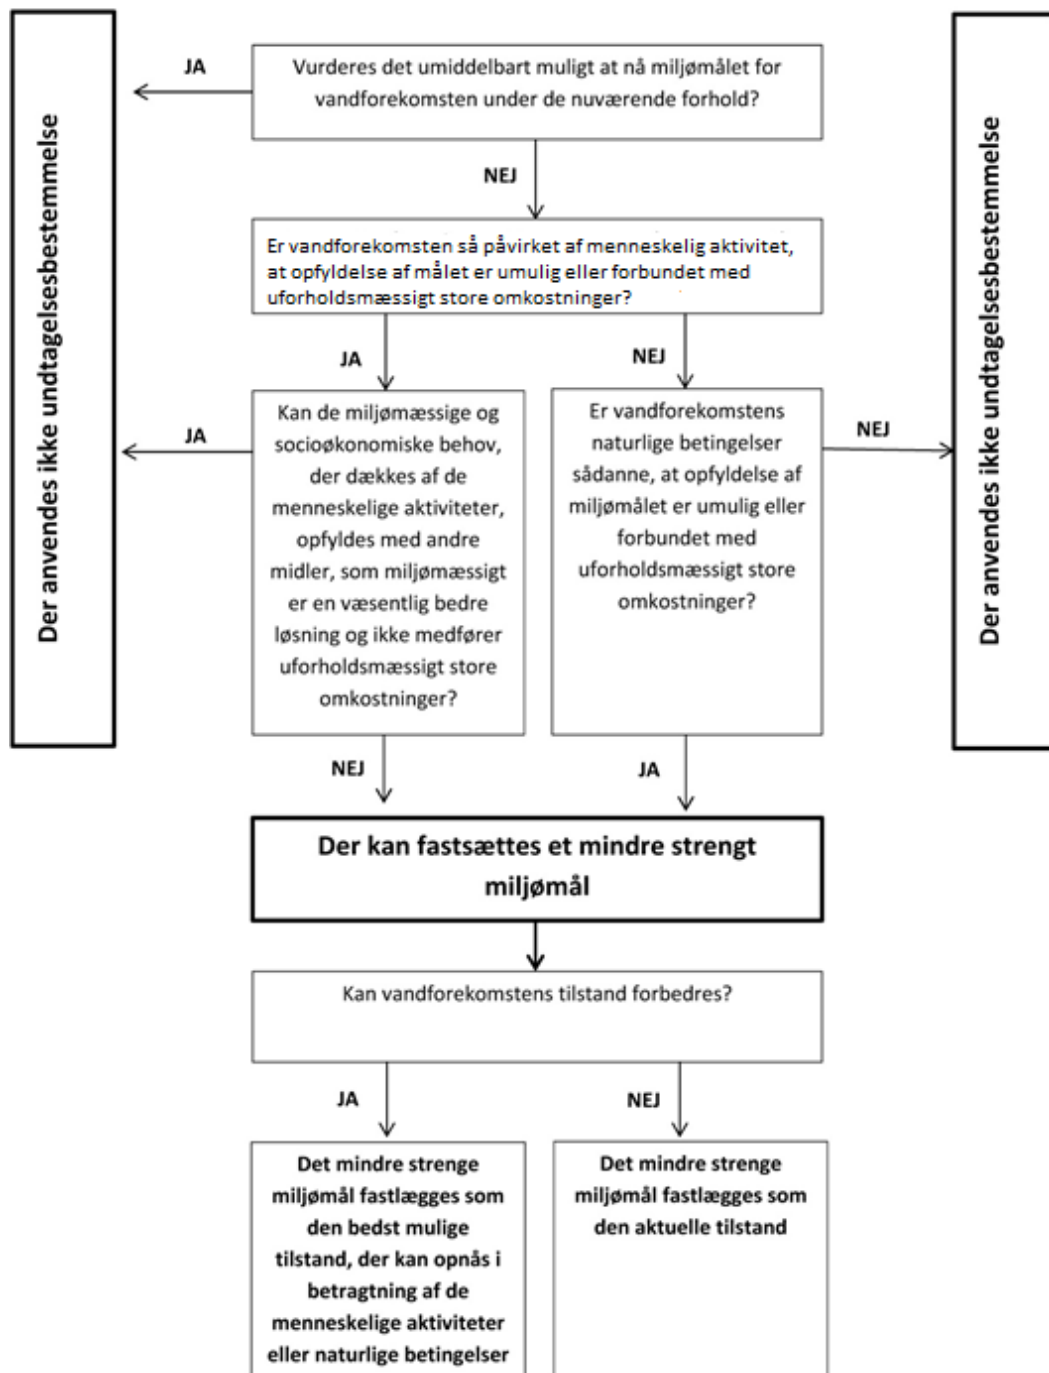 Der anvendes ikke undtagelsesbestemmelse
JA
Vurderes det umiddelbart muligt at nå miljømålet for
vandforekomsten under de nuværende forhold?
Der anvendes ikke undtagelsesbestemmelse
NEJ
Er vandforekomsten så påvirket af menneskelig aktivitet,
at opfyldelse af målet er umulig eller forbundet med
uforholdsmæssigt store omkostninger?
JA
NEJ
JA
Kan de miljømæssige og
socioøkonomiske behov,
der dækkes af de
menneskelige aktiviteter,
opfyldes med andre
midler, som miljømæssigt
er en væsentlig bedre
løsning og ikke medfører
uforholdsmæssigt store
omkostninger?
Er vandforekomstens
naturlige betingelser
sådanne, at opfyldelse af
miljømålet er umulig eller
forbundet med
uforholdsmæssigt store
omkostninger?
NEJ
NEJ
JA
Der kan fastsættes et mindre strengt
miljømål
Kan vandforekomstens tilstand forbedres?
JA
NEJ
Det mindre strenge
miljømål fastlægges som
den bedst mulige
tilstand, der kan opnås i
betragtning af de
menneskelige aktiviteter
eller naturlige betingelser
Det mindre strenge
miljømål fastlægges som
den aktuelle tilstand